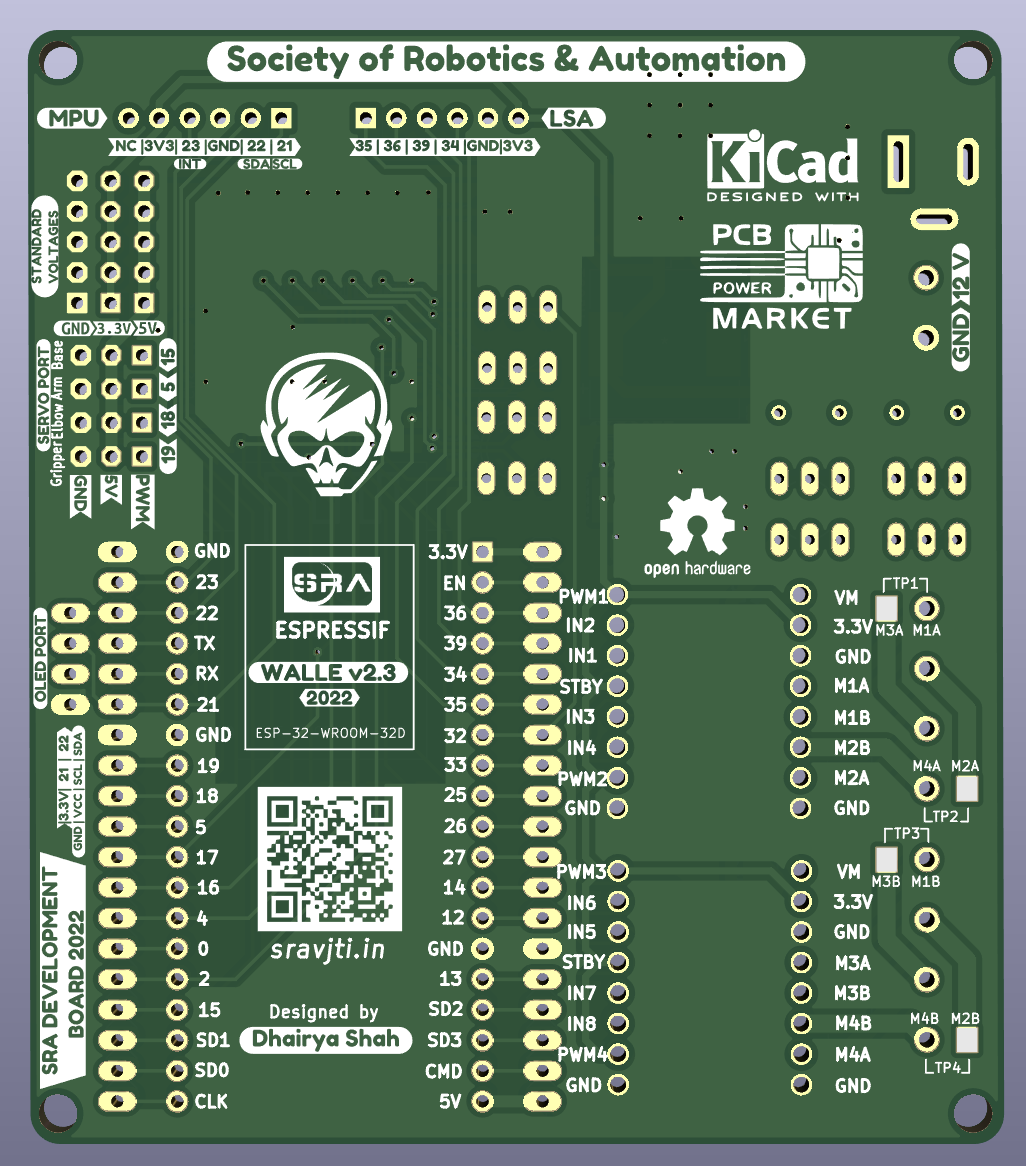 Society of Robotics & Automation
MPU
LSA
NC |3V3| 23 |GND| 22 | 21
INT
SDA|SCL
35 | 36 | 39 | 34 |GND|3V3
KiCad
DESIGNED WITH
STANDARD
VOLTAGES
GND>3.3V>5V
PCB
POWER
MARKET
GND>12 V
SERVO PORT
Gripper Elbow Arm Base
19 18 5 15
GND
5V
PWM
open hardware
GND
23
22
TX
RX
21
GND
19
18
5
17
16
4
0
2
15
SD1
SD0
CLK
OLED PORT
3.3V| 21 | 22
GND | VCC | SCL | SDA
SRA DEVELOPMENT
BOARD 2022
SRA
ESPRESSIF
WALLE v2.3
2022
ESP-32-WROOM-32D
sravjti.in
Designed by
Dhairya Shah
3.3V
EN
36
39
34
35
32
33
25
26
27
14
12
GND
13
SD2
SD3
CMD
5V
PWM1
IN2
IN1
STBY
IN3
IN4
PWM2
GND
VM
3.3V
GND
M1A
M1B
M2B
M2A
GND
TP1
M3A
M1A
M4A
M2A
TP2
PWM3
IN6
IN5
STBY
IN7
IN8
PWM4
GND
VM
3.3V
GND
M3A
M3B
M4B
M4A
GND
TP3
M3B
M1B
M4B
M2B
TP4